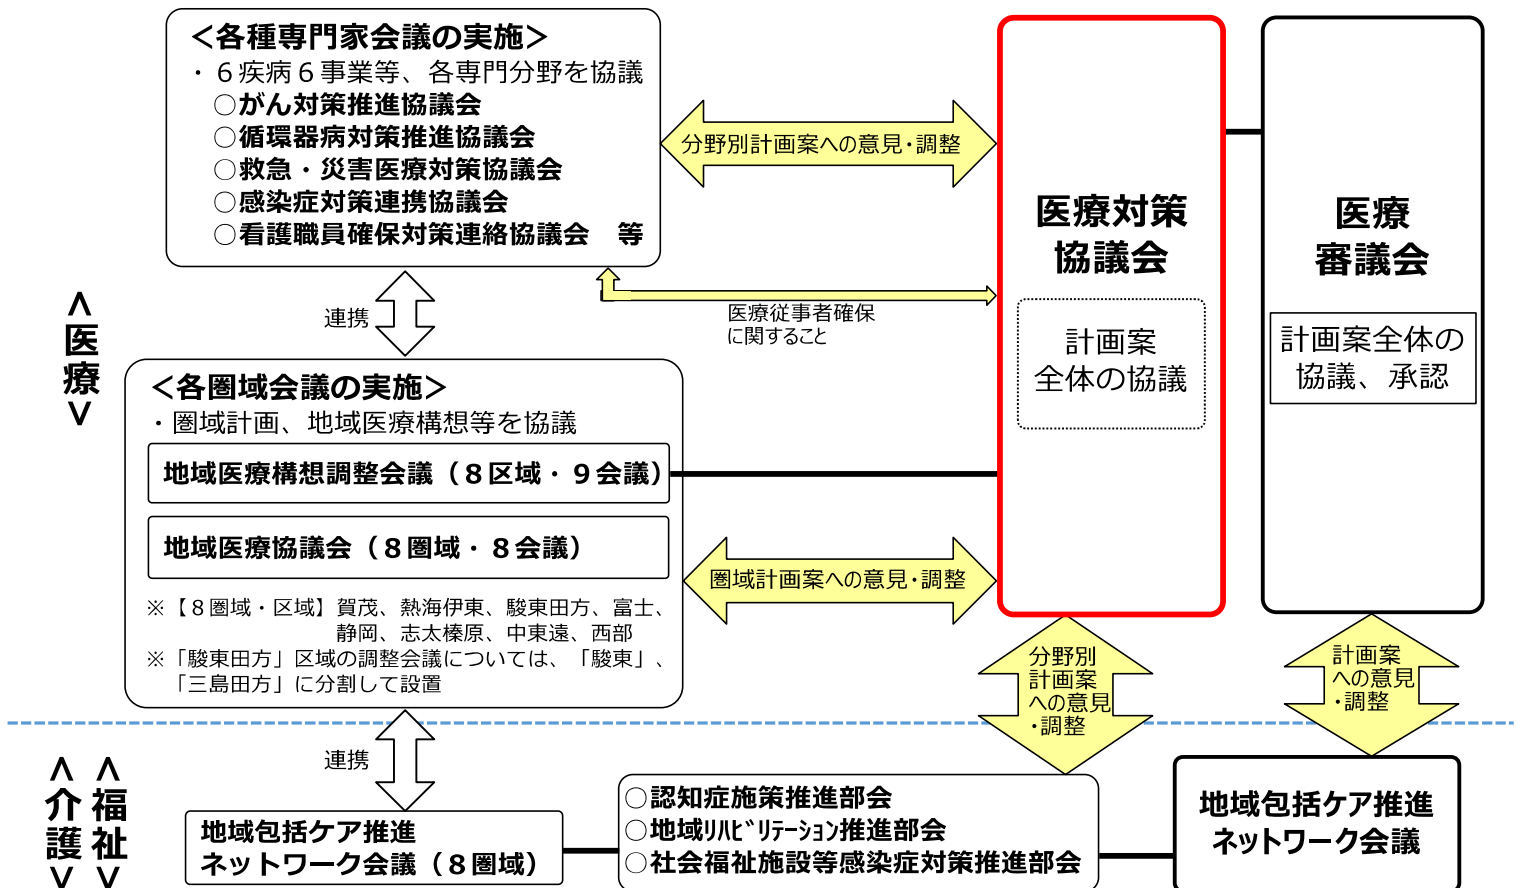 ＜各種専門家会議の実施＞
・６疾病６事業等、各専門分野を協議
○がん対策推進協議会
○循環器病対策推進協議会
○救急・災害医療対策協議会
○感染症対策連携協議会
○看護職員確保対策連絡協議会　等
分野別計画案への意見・調整
医療対策
協議会
計画案
全体の協議
医療
審議会
計画案全体の
協議、承認
＜医療＞
連携
医療従事者確保
に関すること
＜各圏域会議の実施＞
・圏域計画、地域医療構想等を協議
地域医療構想調整会議（８区域・９会議）
地域医療協議会（８圏域・８会議）
※【８圏域・区域】賀茂、熱海伊東、駿東田方、富士、
静岡、志太榛原、中東遠、西部
※「駿東田方」区域の調整会議については、「駿東」、
「三島田方」に分割して設置
圏域計画案への意見・調整
分野別
計画案
への意見
・調整
計画案
への意見
・調整
＜福祉＞
＜介護＞
連携
地域包括ケア推進
ネットワーク会議（８圏域）
○認知症施策推進部会
○地域ﾘﾊﾋﾞﾘﾃｰｼｮﾝ推進部会
○社会福祉施設等感染症対策推進部会
地域包括ケア推進
ネットワーク会議